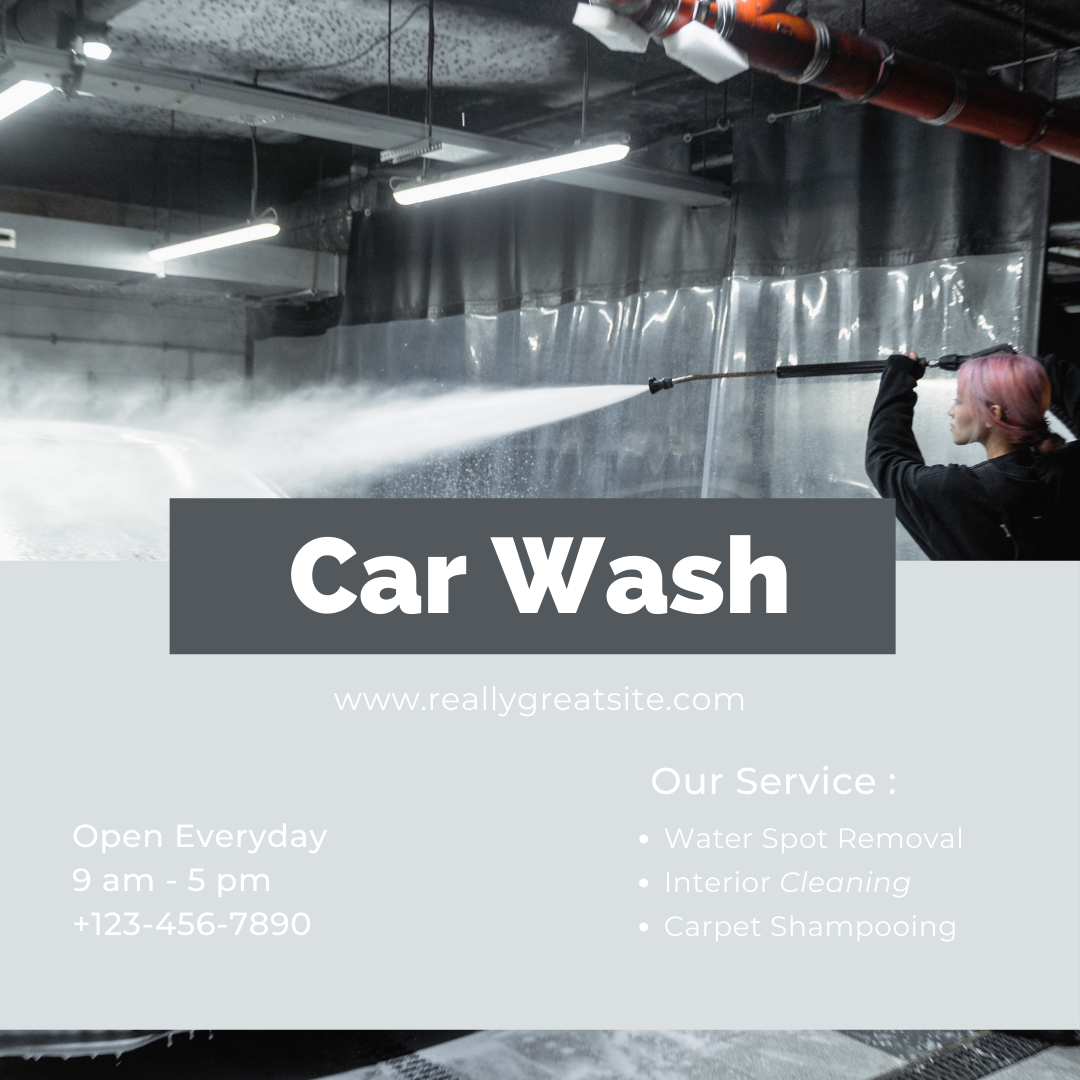 Car Wash
www.reallygreatsite.com
Open Everyday
9 am - 5 pm
+123-456-7890
Our Service :
• Water Spot Removal
• Interior Cleaning
• Carpet Shampooing